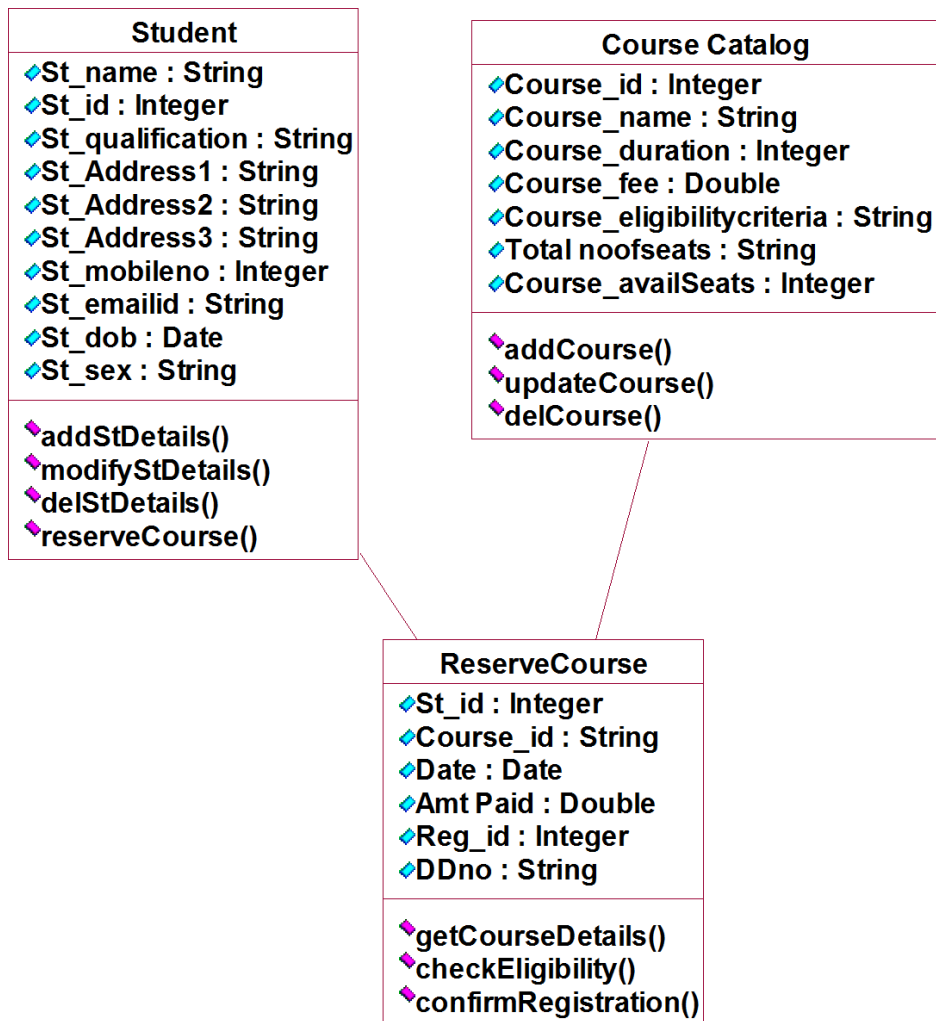 Student
St_name : String
St_id : Integer
St_qualification : String
St_Address1 : String
St_Address2 : String
St_Address3 : String
St_mobileno : Integer
St_emailid : String
St_dob : Date
St_sex : String
addStDetails()
modifyStDetails()
delStDetails()
reserveCourse()
Course Catalog
Course_id : Integer
Course_name : String
Course_duration : Integer
Course_fee : Double
Course_eligibilitycriteria : String
Total noofseats : String
Course_availSeats : Integer
addCourse()
updateCourse()
delCourse()
ReserveCourse
St_id : Integer
Course_id : String
Date : Date
Amt Paid : Double
Reg_id : Integer
DDno : String
getCourseDetails()
checkEligibility()
confirmRegistration()